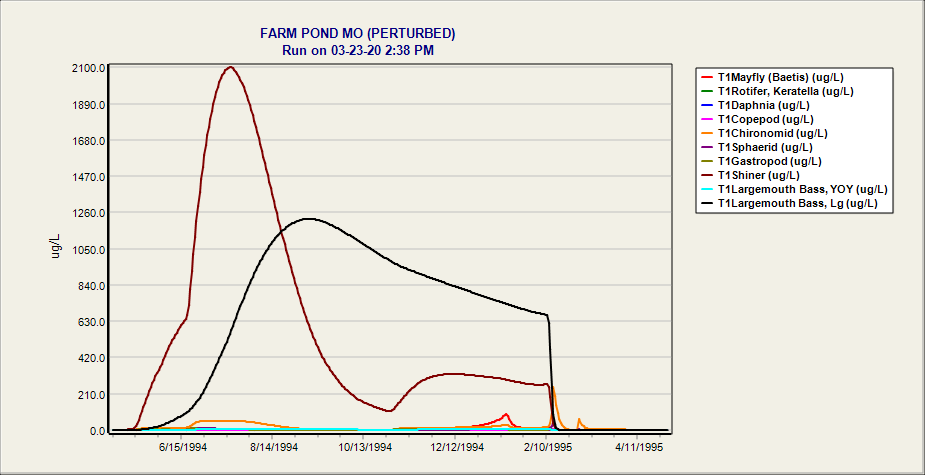 FARM POND MO (PERTURBED)
Run on 03-23-20 2:38 PM
2100.0
1890.0
1680.0
1470.0
1260.0
1050.0
840.0
630.0
420.0
210.0
0.0
ug/L
6/15/1994
8/14/1994
10/13/1994
12/12/1994
2/10/1995
4/11/1995
T1Mayfly (Baetis) (ug/L)
T1Rotifer, Keratella (ug/L)
T1Daphnia (ug/L)
T1Copepod (ug/L)
T1Chironomid (ug/L)
T1Sphaerid (ug/L)
T1Gastropod (ug/L)
T1Shiner (ug/L)
T1Largemouth Bass, YOY (ug/L)
T1Largemouth Bass, Lg (ug/L)